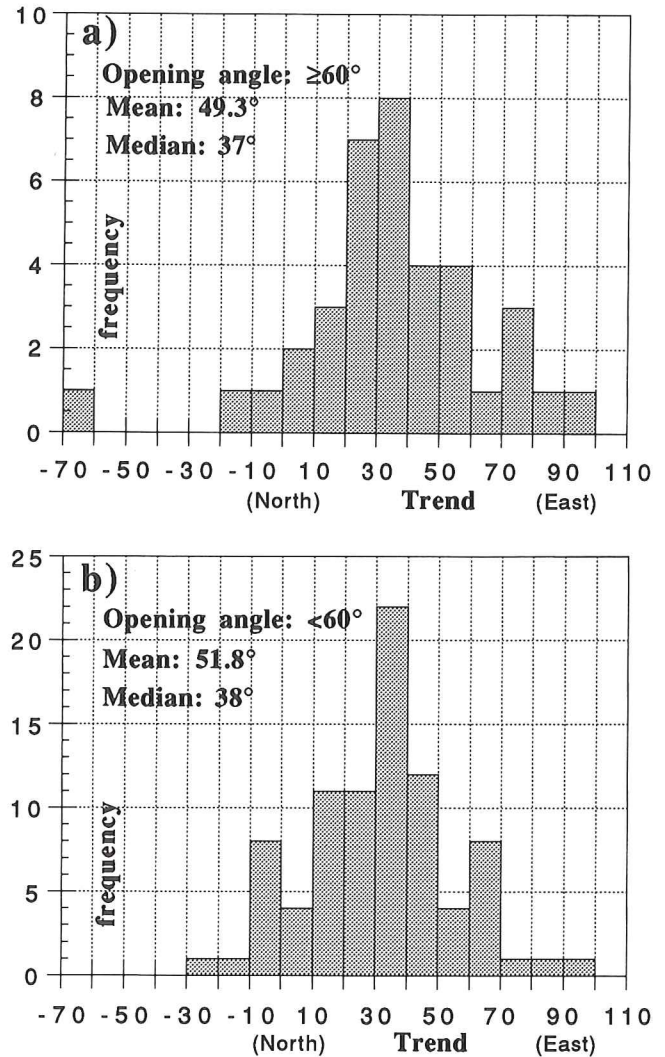 10
a)
Opening angle: ≥60°
Mean: 49.3°
Median: 37°
8
6
4
2
0
frequency
-70 -50 -30 -10 10 30 50 70 90 110
(North) Trend (East)
25
b)
Opening angle: <60°
Mean: 51.8°
Median: 38°
20
15
10
5
0
frequency
-70 -50 -30 -10 10 30 50 70 90 110
(North) Trend (East)